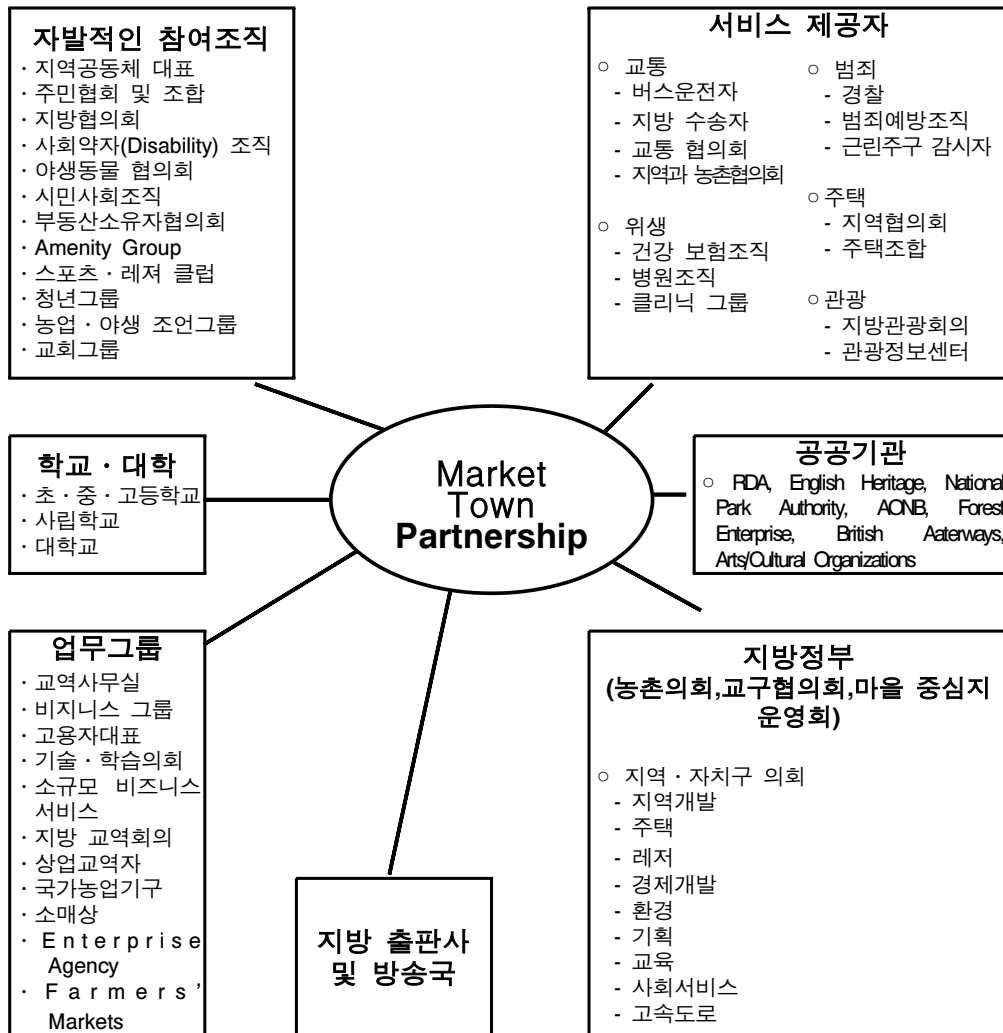 자발적인 참여조직
· 지역공동체 대표
· 주민협회 및 조합
· 지방협의회
· 사회약자(Disability) 조직
· 야생동물 협의회
· 시민사회조직
· 부동산소유자협의회
· Amenity Group
· 스포츠 · 레져 클럽
· 청년그룹
· 농업 · 야생 조언그룹
· 교회그룹
서비스 제공자
○ 교통
- 버스운전자
- 지방 수송자
- 교통 협의회
- 지역과 농촌협의회
○ 위생
- 건강 보험조직
- 병원조직
- 클리닉 그룹
○ 범죄
- 경찰
- 범죄예방조직
- 근린주구 감시자
○ 주택
- 지역협의회
- 주택조합
○ 관광
- 지방관광회의
- 관광정보센터
학교 · 대학
· 초 · 중 · 고등학교
· 사립학교
· 대학교
Market
Town
Partnership
공공기관
○ RDA, English Heritage, National
Park Authority, AONB, Forest
Enterprise, British Aaterways,
Arts/Cultural Organizations
업무그룹
· 교역사무실
· 비지니스 그룹
· 고용자대표
· 기술 · 학습의회
· 소규모 비즈니스
서비스
· 지방 교역회의
· 상업교역자
· 국가농업기구
· 소매상
· Enterprise
Agency
· Farmers’
Markets
지방 출판사
및 방송국
지방정부
(농촌의회,교구협의회,마을 중심지
운영회)
○ 지역 · 자치구 의회
- 지역개발
- 주택
- 레저
- 경제개발
- 환경
- 기획
- 교육
- 사회서비스
- 고속도로